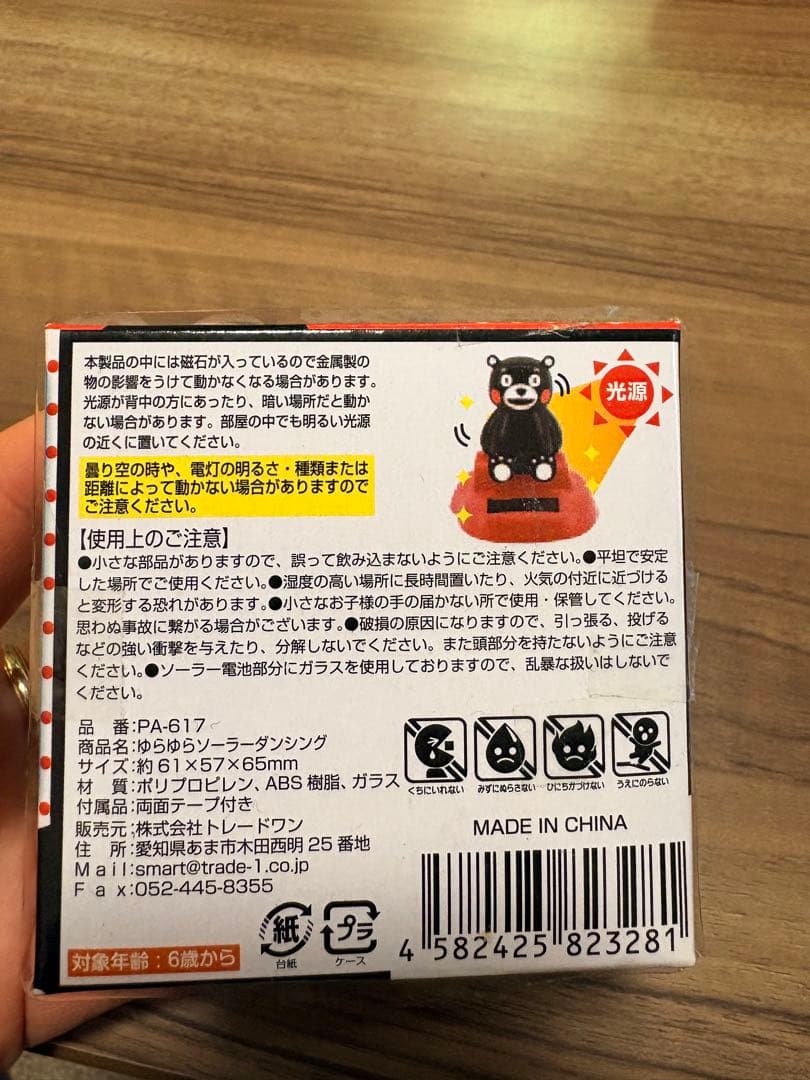 本製品の中には磁石が入っているので金属製の
物の影響をうけて動かなくなる場合があります。
光源が背中の方にあったり、暗い場所だと動か
ない場合があります。部屋の中でも明るい光源
の近くに置いてください。
光源
曇り空の時や、電灯の明るさ・種類または
距離によって動かない場合がありますので
ご注意ください。
【使用上のご注意】
●小さな部品がありますので、誤って飲み込まないようにご注意ください。●平坦で安定
した場所でご使用ください。●湿度の高い場所に長時間置いたり、火気の付近に近づける
と変形する恐れがあります。●小さなお子様の手の届かない所で使用・保管してください。
思わぬ事故に繋がる場合がございます。●破損の原因になりますので、引っ張る、投げる
などの強い衝撃を与えたり、分解しないでください。また頭部分を持たないようにご注意
ください。●ソーラー電池部分にガラスを使用しておりますので、乱暴な扱いはしないで
ください。
品 番:PA-617
商品名:ゆらゆらソーラーダンシング
サイズ:約61×57×65mm
材 質:ポリプロピレン、ABS樹脂、ガラス
付属品:両面テープ付き
販売元:株式会社トレードワン
住 所:愛知県あま市木田西明25番地
Mail:smart@trade-1.co.jp
Fax:052-445-8355
くちにいれない みずにぬらさない ひにちかづけない うえにのらない
MADE IN CHINA
対象年齢:6歳から
紙
台紙
プラ
ケース
4 582425 823281